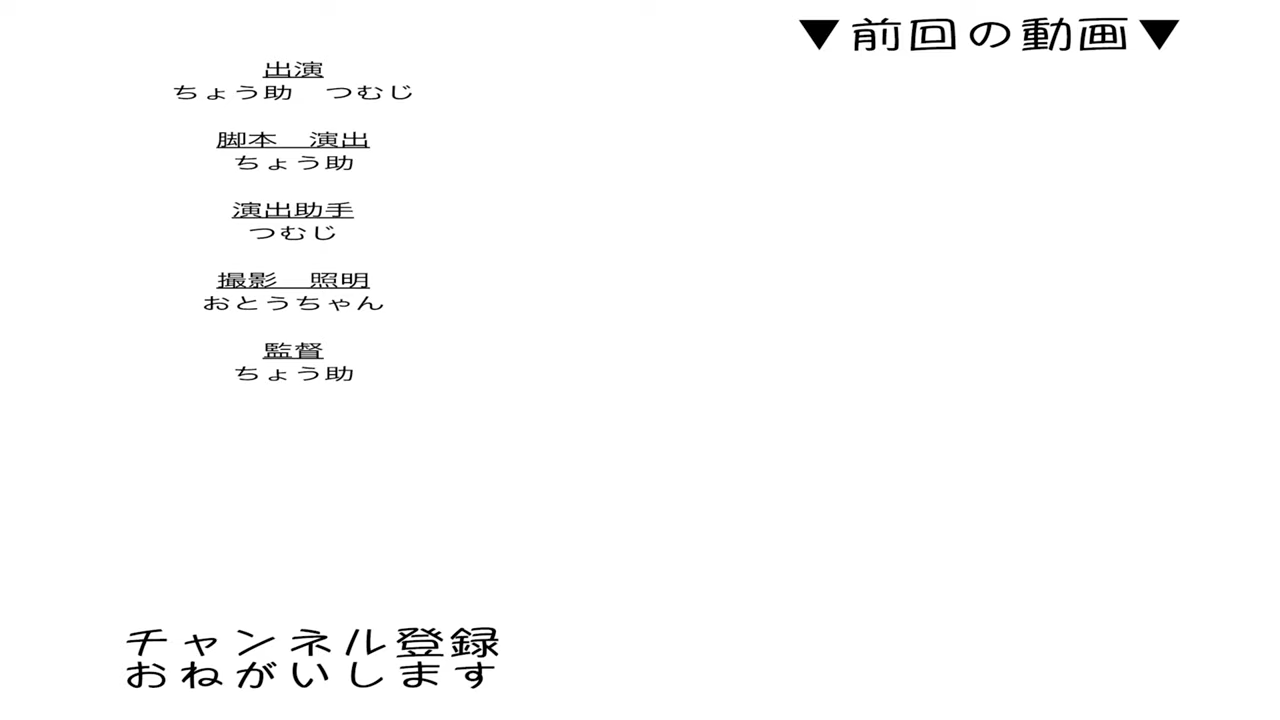 ▼前回の動画▼
出演
ちょう助　つむじ
脚本　演出
ちょう助
演出助手
つむじ
撮影　照明
おとうちゃん
監督
ちょう助
チャンネル登録
おねがいします